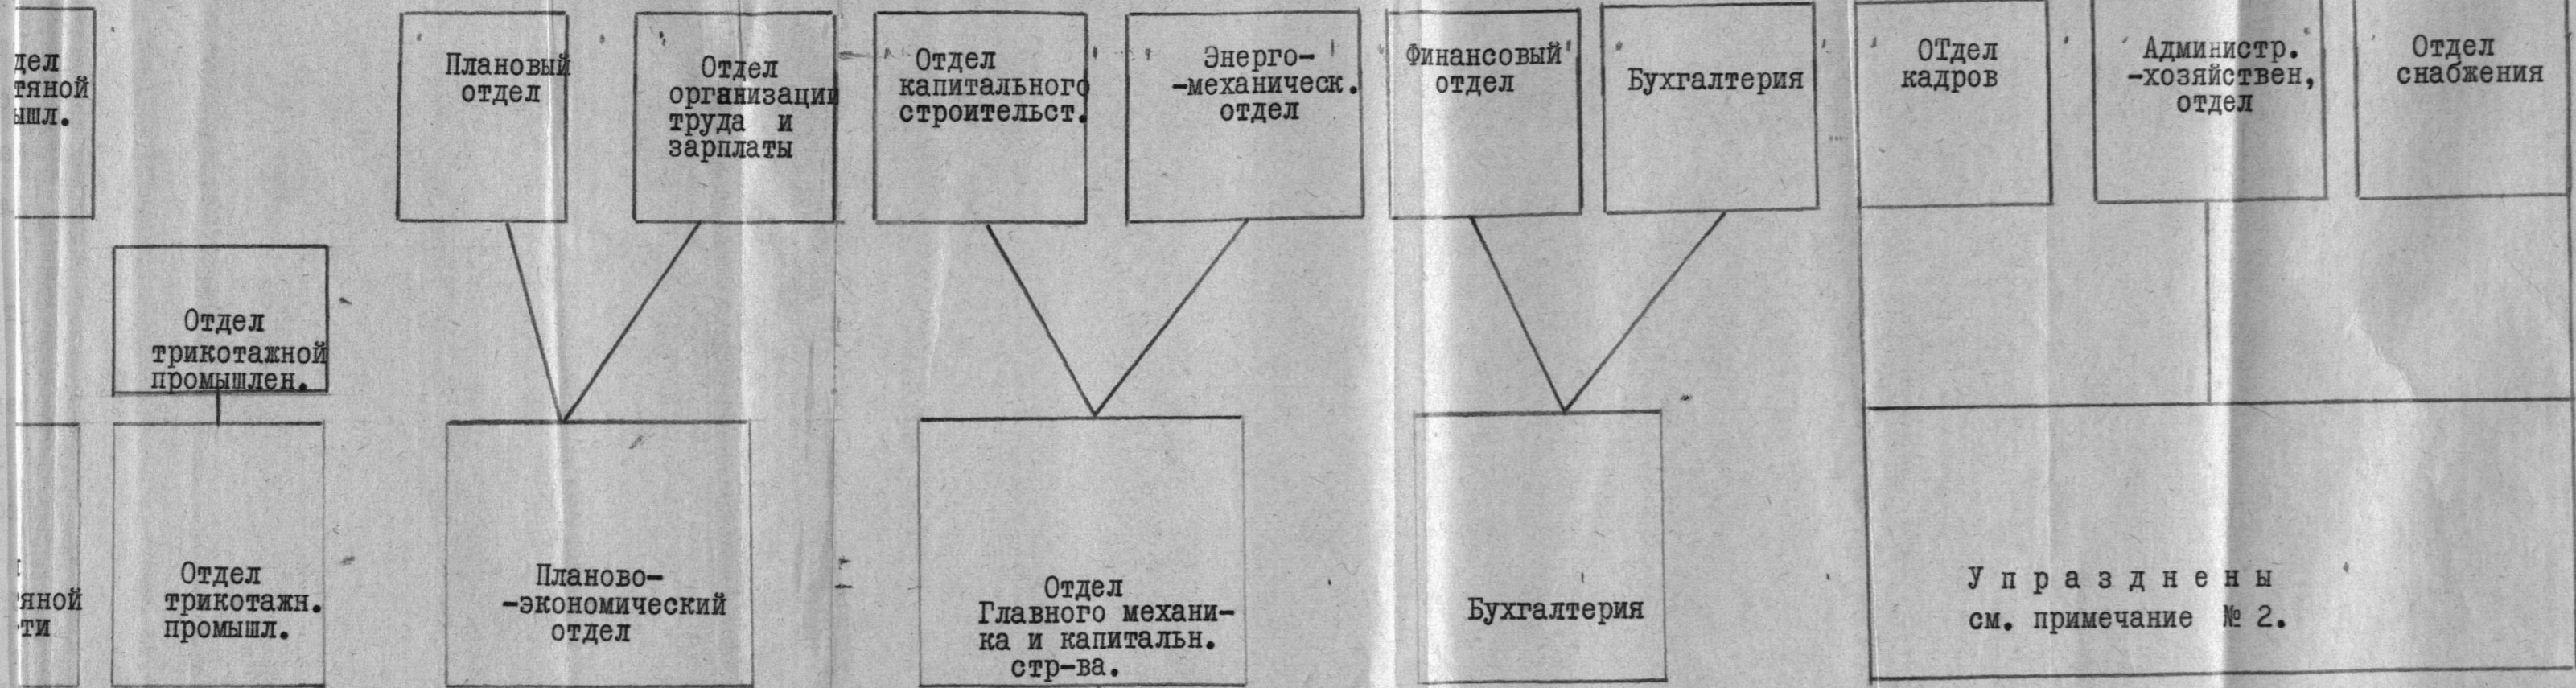 тяной
ышл.
Плановый
отдел
Отдел
организации
труда и
зарплаты
Отдел
капитального
строительст.
Энерго-
-механическ.
отдел
Финансовый
отдел
Бухгалтерия
ОТдел
кадров
Администр.
-хозяйствен,
отдел
Отдел
снабжения
Отдел
трикотажной
промышлен.
яной
ти
Отдел
трикотажн.
промышл.
Планово-
-экономический
отдел
Отдел
Главного механи-
ка и капитальн.
стр-ва.
Бухгалтерия
У п р а з д н е н ы
см. примечание № 2.